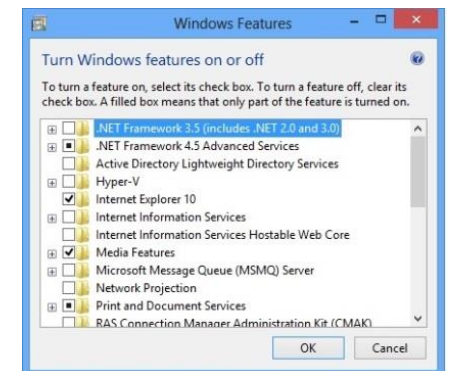 Windows Features
Turn Windows features on or off
To turn a feature on, select its check box. To turn a feature off, clear its
check box. A filled box means that only part of the feature is turned on.
.NET Framework 3.5 (includes .NET 2.0 and 3.0)
.NET Framework 4.5 Advanced Services
Active Directory Lightweight Directory Services
Hyper-V
Internet Explorer 10
Internet Information Services
Internet Information Services Hostable Web Core
Media Features
Microsoft Message Queue (MSMQ) Server
Network Projection
Print and Document Services
RAS Connection Manager Administration Kit (CMAK)
OK Cancel